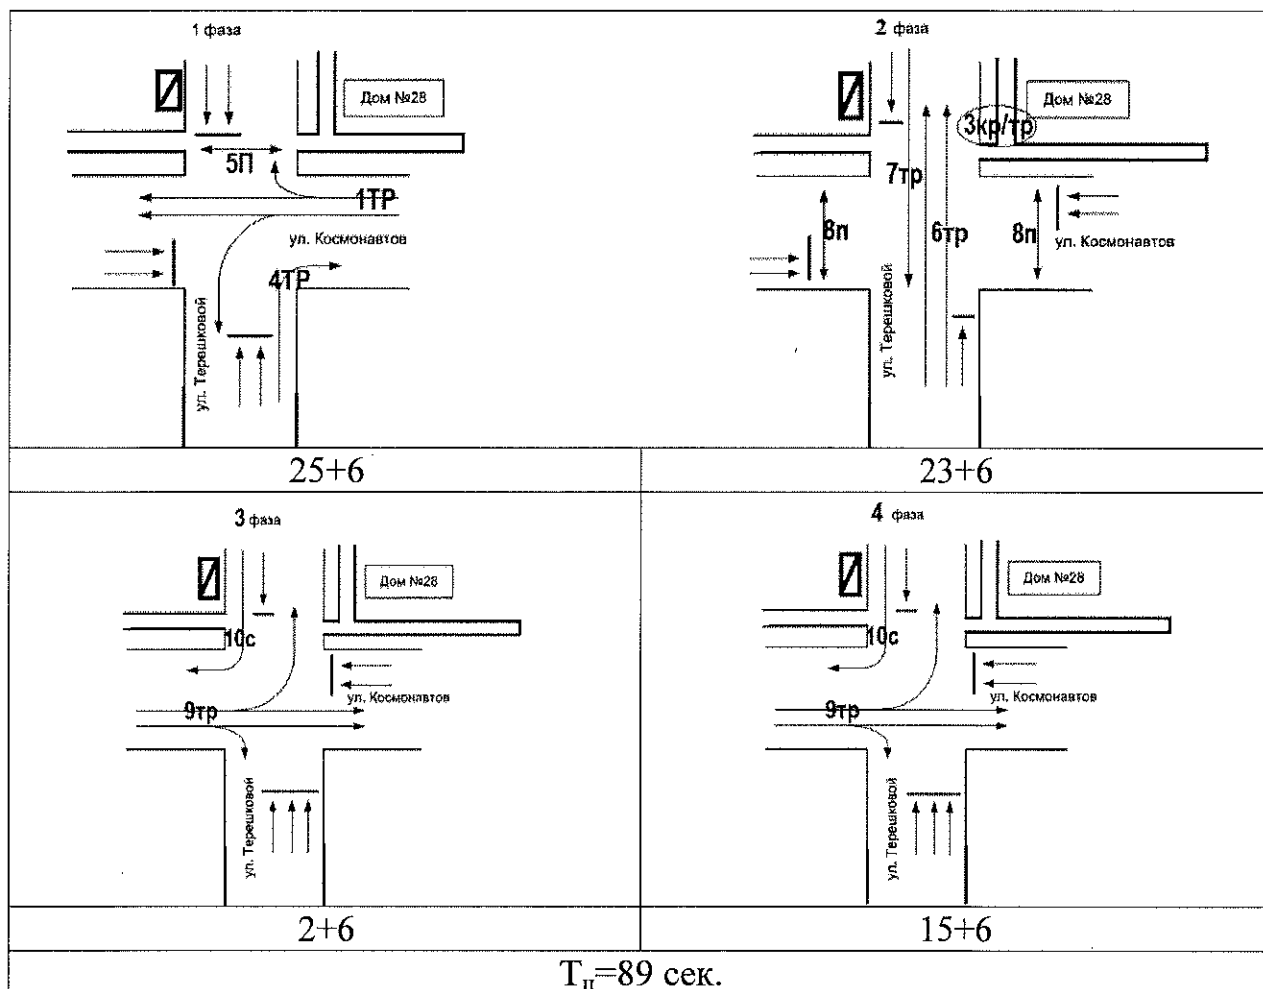 1 фаза
Дом №28
5П
1ТР
ул. Космонавтов
4ТР
ул. Терешковой
25+6
2 фаза
Дом №28
3кр/тр
7тр
8п
6тр
8п
ул. Космонавтов
ул. Терешковой
23+6
3 фаза
Дом №28
10с
ул. Космонавтов
9тр
ул. Терешковой
2+6
4 фаза
Дом №28
10с
ул. Космонавтов
9тр
ул. Терешковой
15+6
Тц=89 сек.